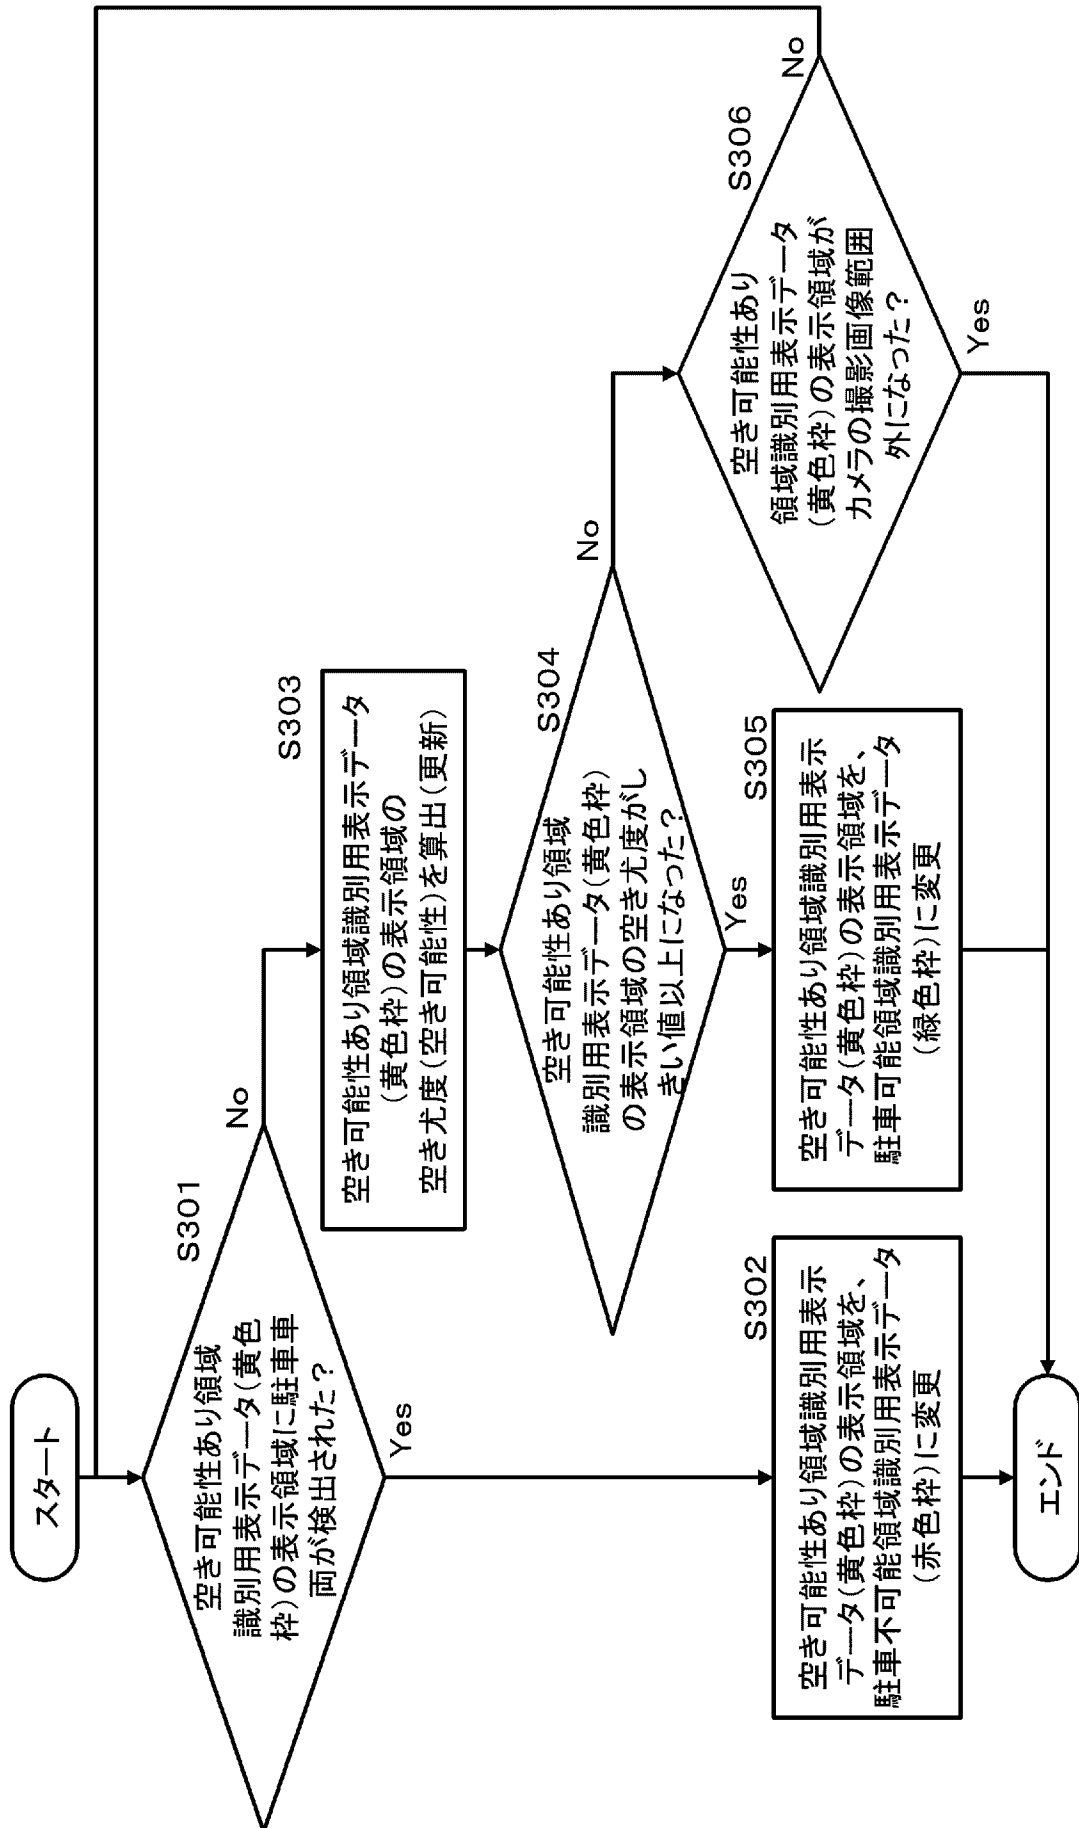 スタート
S301
空き可能性あり領域
識別用表示データ(黄色
枠)の表示領域に駐車車
両が検出された?
No
Yes
S303
空き可能性あり領域識別用表示データ
(黄色枠)の表示領域の
空き尤度(空き可能性)を算出(更新)
S304
空き可能性あり領域
識別用表示データ(黄色枠)
の表示領域の空き尤度がし
きい値以上になった?
No
Yes
S306
空き可能性あり
領域識別用表示データ
(黄色枠)の表示領域が
カメラの撮影画像範囲
外になった?
No
Yes
S302
空き可能性あり領域識別用表示
データ(黄色枠)の表示領域を、
駐車不可能領域識別用表示データ
(赤色枠)に変更
S305
空き可能性あり領域識別用表示
データ(黄色枠)の表示領域を、
駐車可能領域識別用表示データ
(緑色枠)に変更
エンド